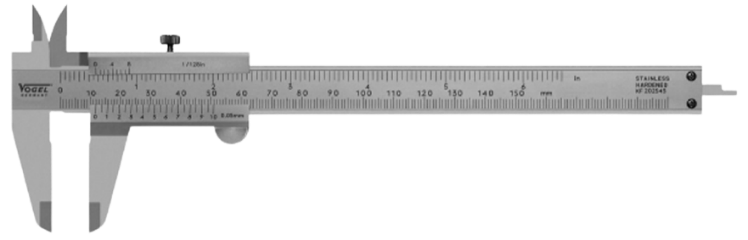 0 4 8 1/128in
1 2 3 4 5 6 in
VOGEL
GERMANY
0 10 20 30 40 50 60 70 80 90 100 110 120 130 140 150 mm
0 1 2 3 4 5 6 7 8 9 10 0.05mm
STAINLESS
HARDENED